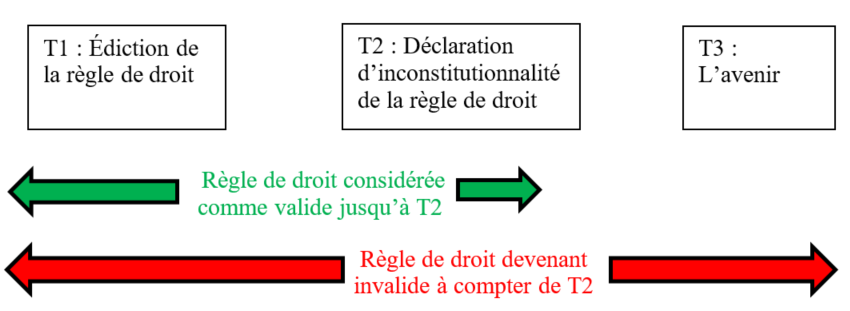 T1 : Édiction de
la règle de droit
T2 : Déclaration
d’inconstitutionnalité
de la règle de droit
T3 :
L’avenir
Règle de droit considérée
comme valide jusqu’à T2
Règle de droit devenant
invalide à compter de T2